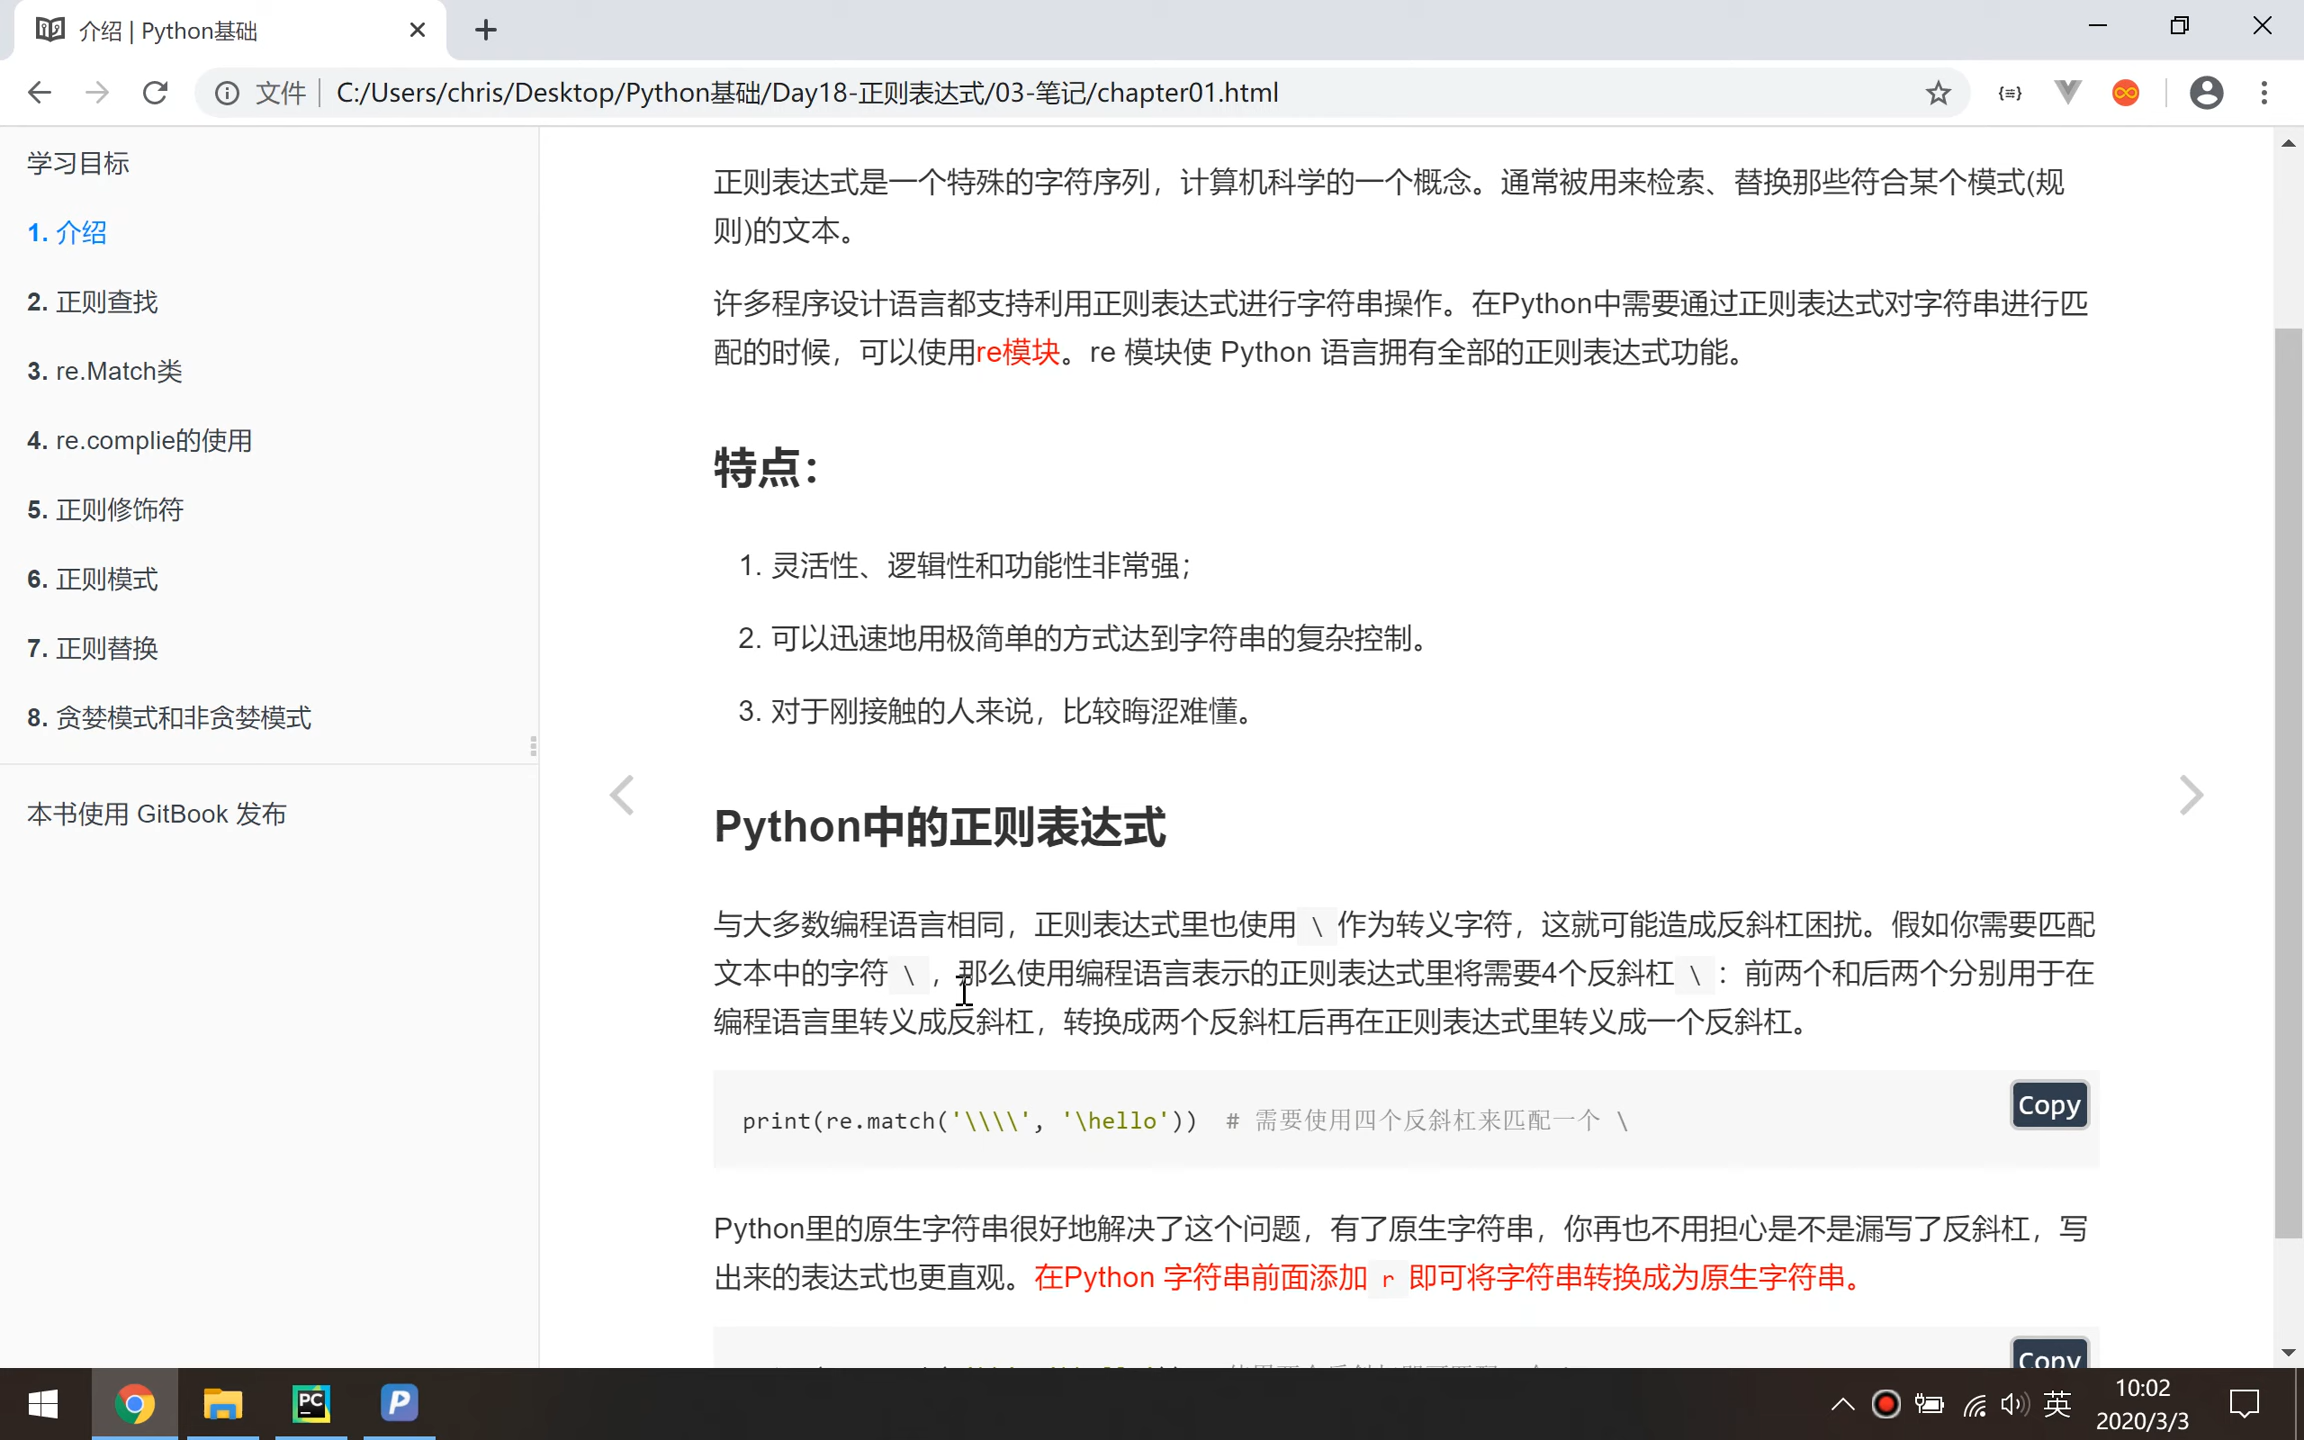 介绍 | Python基础
文件
C:/Users/chris/Desktop/Python基础/Day18-正则表达式/03-笔记/chapter01.html
学习目标
1. 介绍
2. 正则查找
3. re.Match类
4. re.complie的使用
5. 正则修饰符
6. 正则模式
7. 正则替换
8. 贪婪模式和非贪婪模式
本书使用 GitBook 发布
正则表达式是一个特殊的字符序列，计算机科学的一个概念。通常被用来检索、替换那些符合某个模式(规
则)的文本。
许多程序设计语言都支持利用正则表达式进行字符串操作。在Python中需要通过正则表达式对字符串进行匹
配的时候，可以使用re模块。re 模块使 Python 语言拥有全部的正则表达式功能。
特点：
1. 灵活性、逻辑性和功能性非常强；
2. 可以迅速地用极简单的方式达到字符串的复杂控制。
3. 对于刚接触的人来说，比较晦涩难懂。
Python中的正则表达式
与大多数编程语言相同，正则表达式里也使用 \ 作为转义字符，这就可能造成反斜杠困扰。假如你需要匹配
文本中的字符 \ ，那么使用编程语言表示的正则表达式里将需要4个反斜杠 \ ：前两个和后两个分别用于在
编程语言里转义成反斜杠，转换成两个反斜杠后再在正则表达式里转义成一个反斜杠。
Copy
print(re.match('\\\\', '\hello')) # 需要使用四个反斜杠来匹配一个 \
Python里的原生字符串很好地解决了这个问题，有了原生字符串，你再也不用担心是不是漏写了反斜杠，写
出来的表达式也更直观。在Python 字符串前面添加 r 即可将字符串转换成为原生字符串。
Copy
英
10:02
2020/3/3